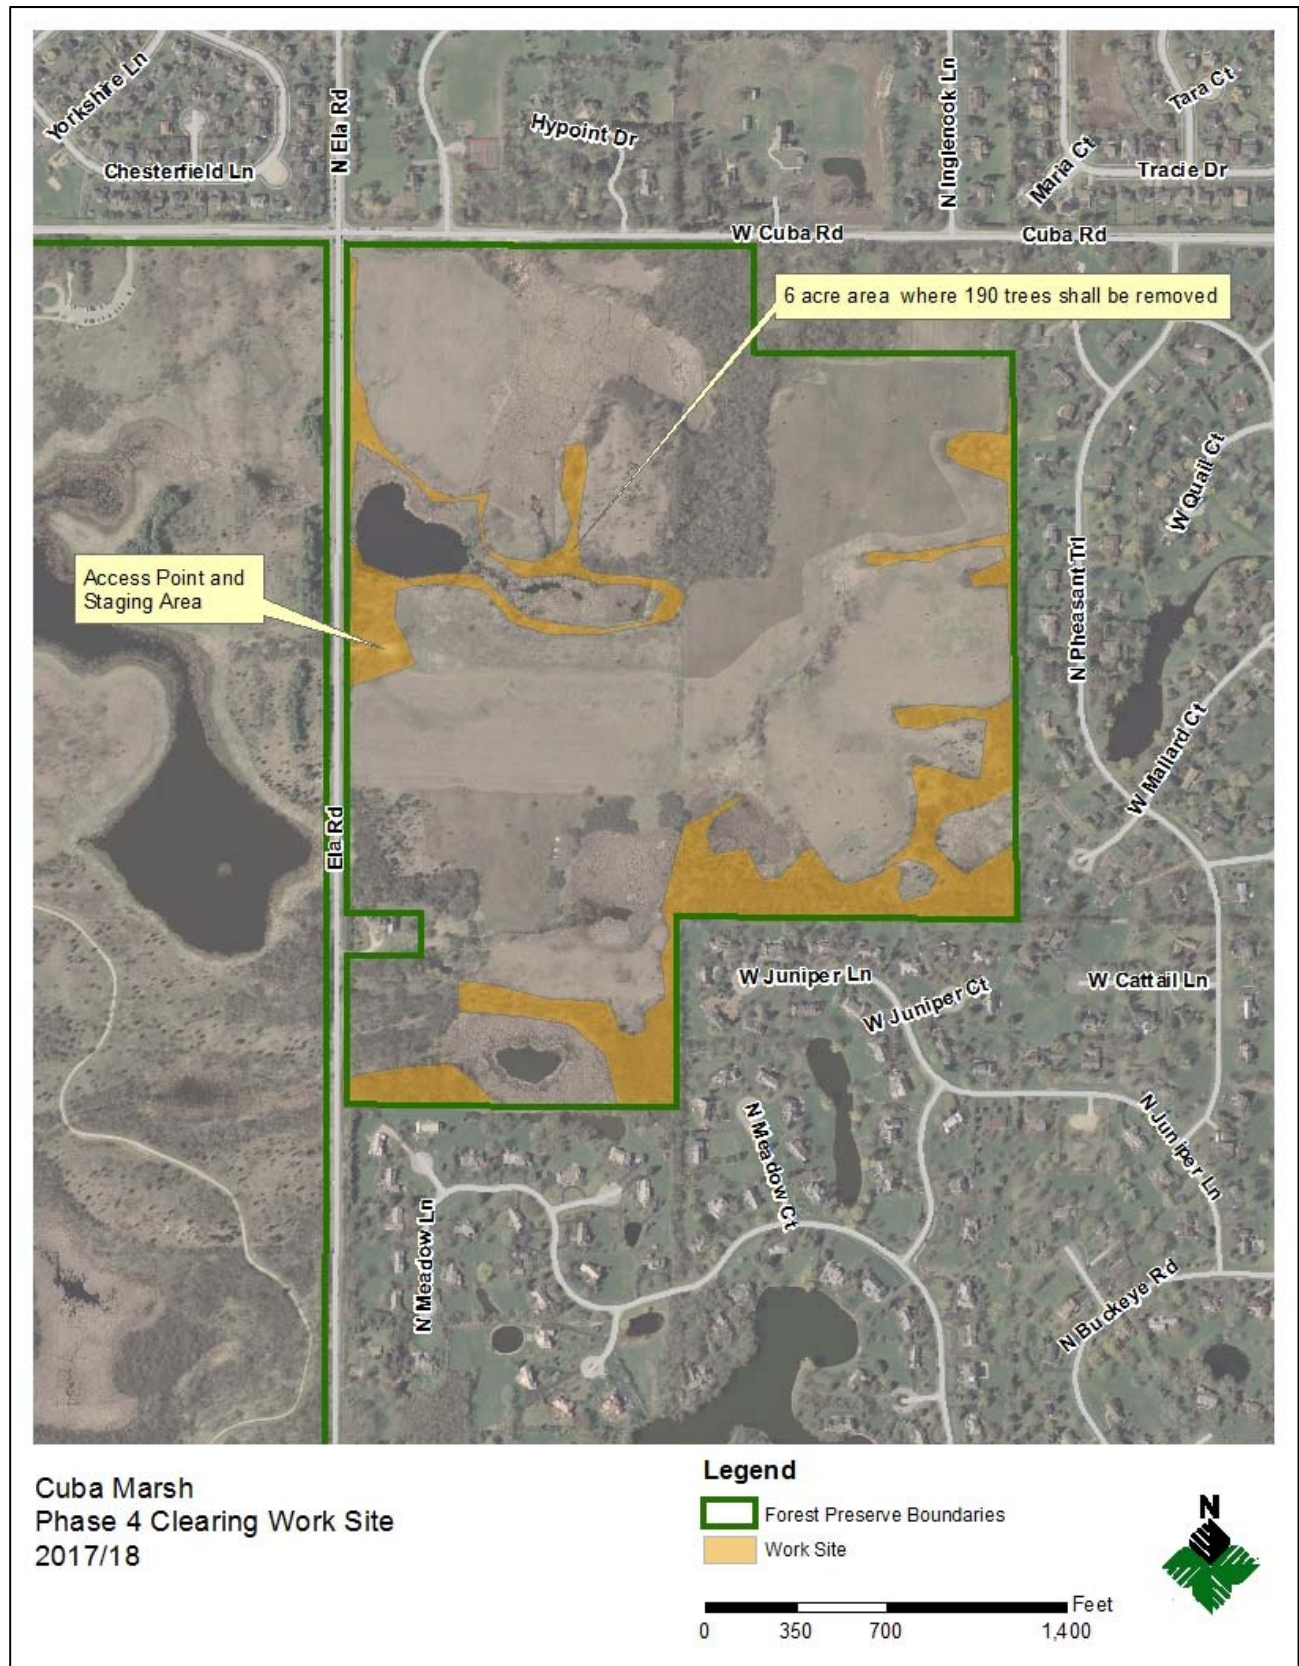 Yorkshire Ln
Chesterfield Ln
N Ela Rd
Hypoint Dr
N Inglenook Ln
Maria Ct
Tara Ct
Tracie Dr
W Cuba Rd
Cuba Rd
6 acre area where 190 trees shall be removed
W Quail Ct
Access Point and
Staging Area
N Pheasant Trl
W Mallard Ct
Ela Rd
W Juniper Ln
W Juniper Ct
W Cattail Ln
N Juniper Ln
N Meadow Ct
N Meadow Ln
N Buckeye Rd
Cuba Marsh
Phase 4 Clearing Work Site
2017/18
Legend
Forest Preserve Boundaries
Work Site
Feet
0 350 700 1,400
N